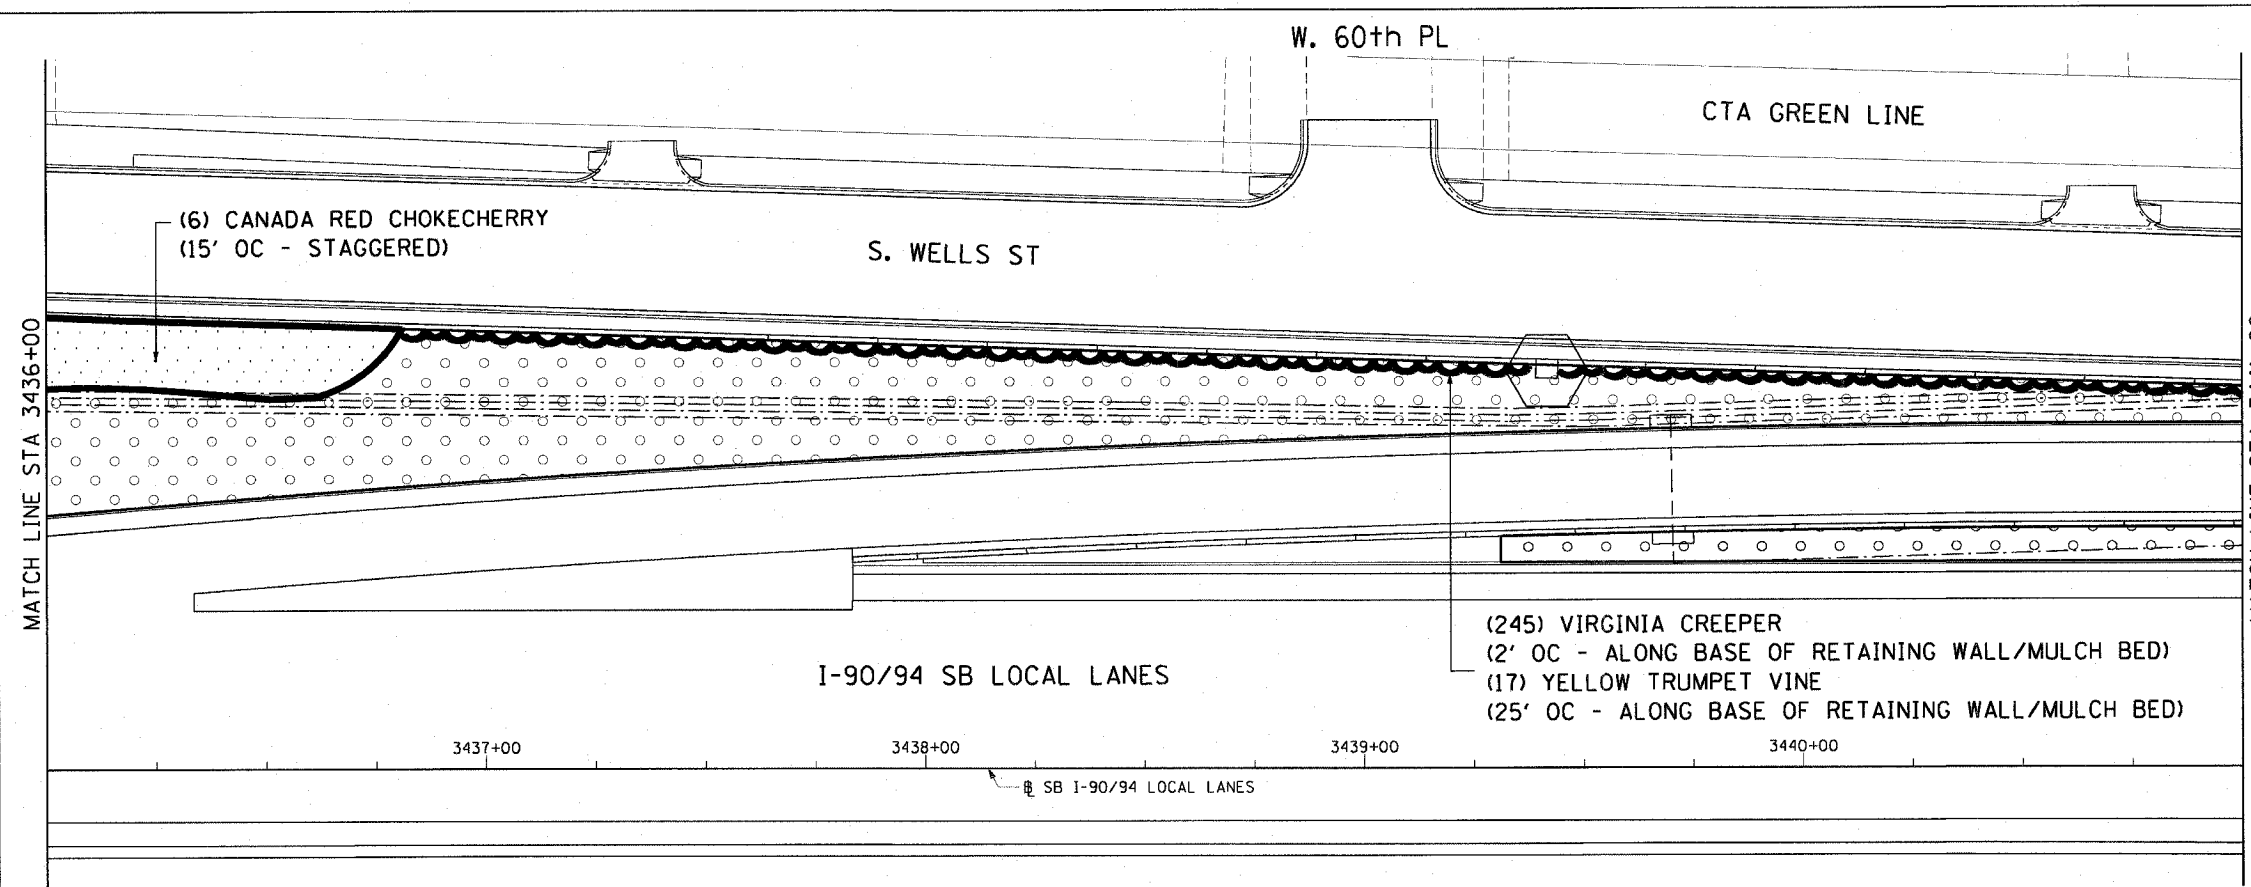 W. 60th PL
CTA GREEN LINE
(6) CANADA RED CHOKECHERRY
(15' OC - STAGGERED)
S. WELLS ST
MATCH LINE STA 3436+00
(245) VIRGINIA CREEPER
(2' OC - ALONG BASE OF RETAINING WALL/MULCH BED)
(17) YELLOW TRUMPET VINE
(25' OC - ALONG BASE OF RETAINING WALL/MULCH BED)
I-90/94 SB LOCAL LANES
3437+00
3438+00
3439+00
3440+00
℄ SB I-90/94 LOCAL LANES